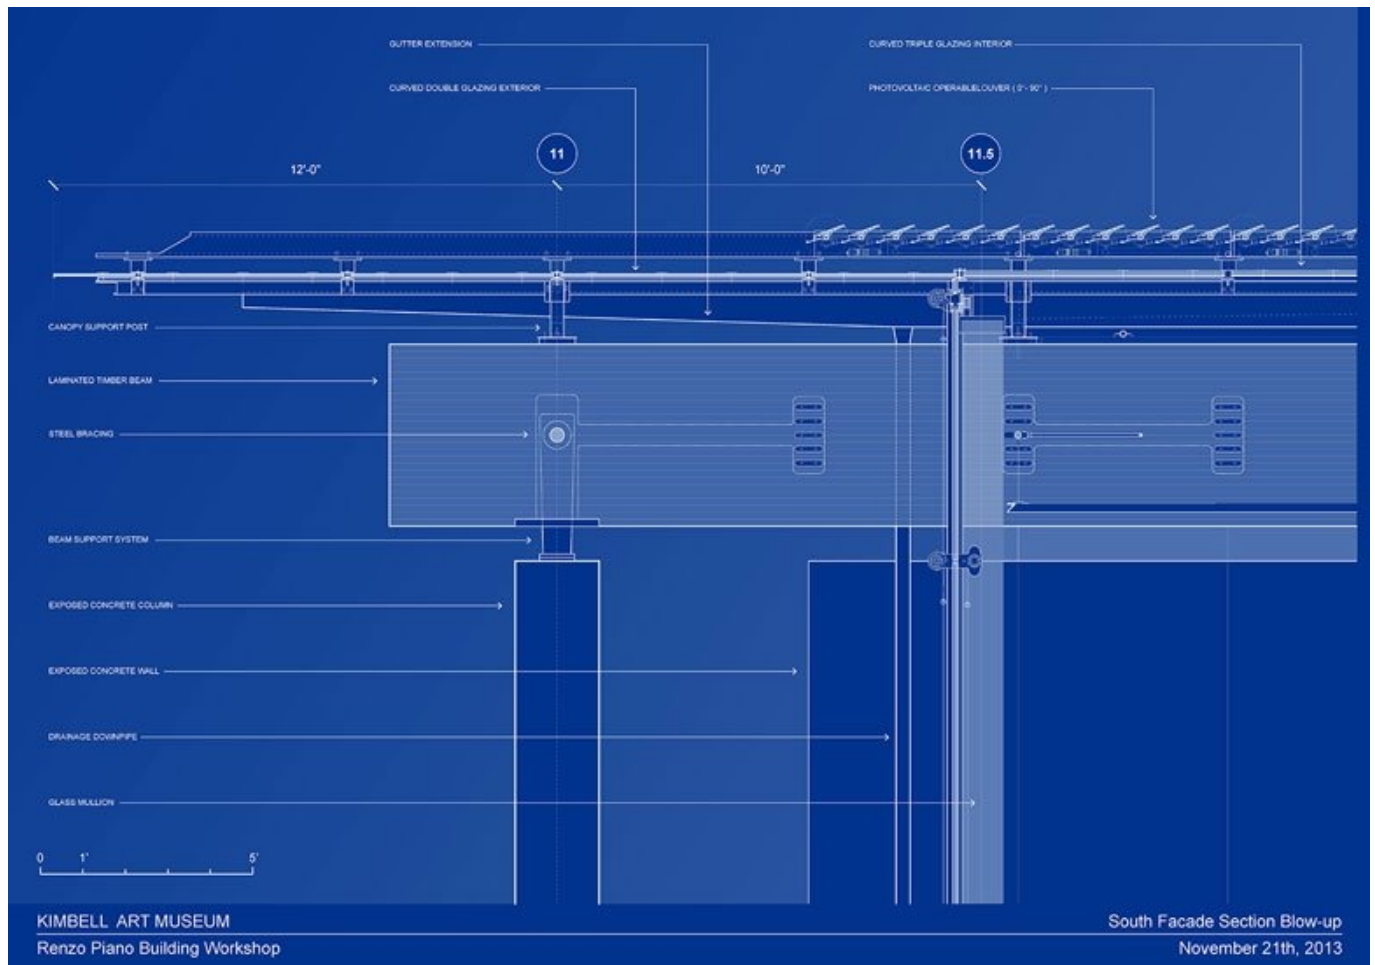 GUTTER EXTENSION
CURVED TRIPLE GLAZING INTERIOR
CURVED DOUBLE GLAZING EXTERIOR
PHOTOVOLTAIC OPERABLELOUVER ( 0°- 90° )
11
11.5
12'-0"
10'-0"
CANOPY SUPPORT POST
LAMINATED TIMBER BEAM
STEEL BRACING
BEAM SUPPORT SYSTEM
EXPOSED CONCRETE COLUMN
EXPOSED CONCRETE WALL
DRAINAGE DOWNPIPE
GLASS MULLION
0 1' 5'
KIMBELL ART MUSEUM
South Facade Section Blow-up
Renzo Piano Building Workshop
November 21th, 2013